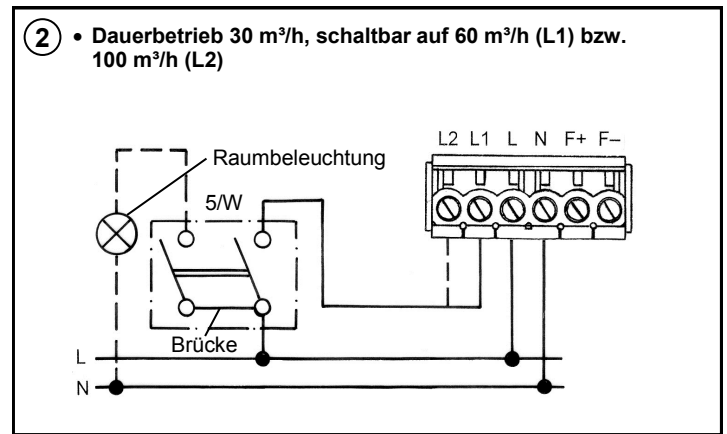 2 • Dauerbetrieb 30 m³/h, schaltbar auf 60 m³/h (L1) bzw.
100 m³/h (L2)
L2 L1 L N F+ F–
Raumbeleuchtung
5/W
Brücke
L
N